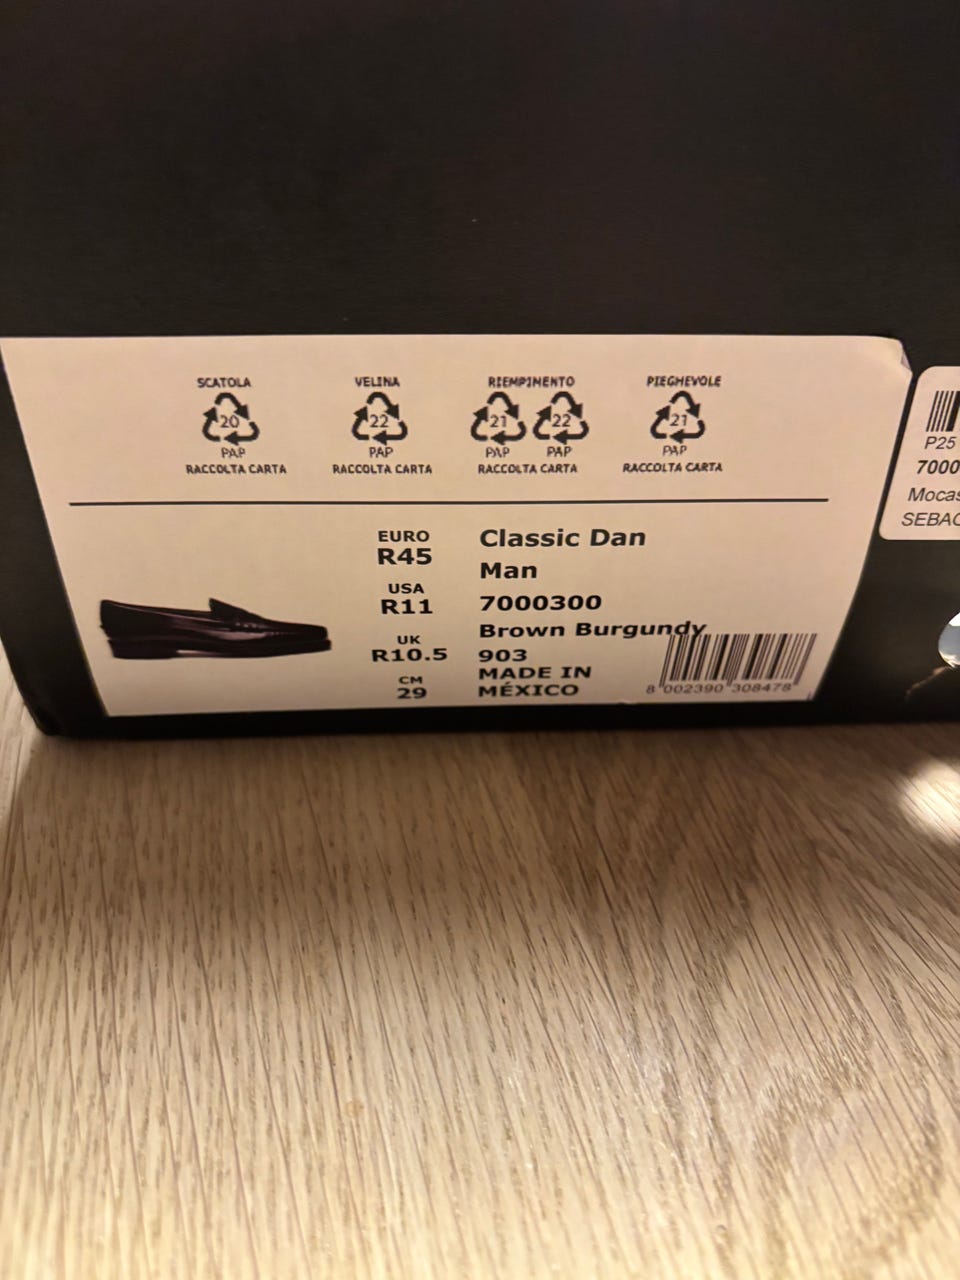 SCATOLA
20
PAP
RACCOLTA CARTA
VELINA
22
PAP
RACCOLTA CARTA
RIEMPIMENTO
21 22
PAP PAP
RACCOLTA CARTA
PIEGHEVOLE
21
PAP
RACCOLTA CARTA
EURO
R45
USA
R11
UK
R10.5
CM
29
Classic Dan
Man
7000300
Brown Burgundy
903
MADE IN
MÉXICO
8 002390 308478
P25
7000
Mocas
SEBAG